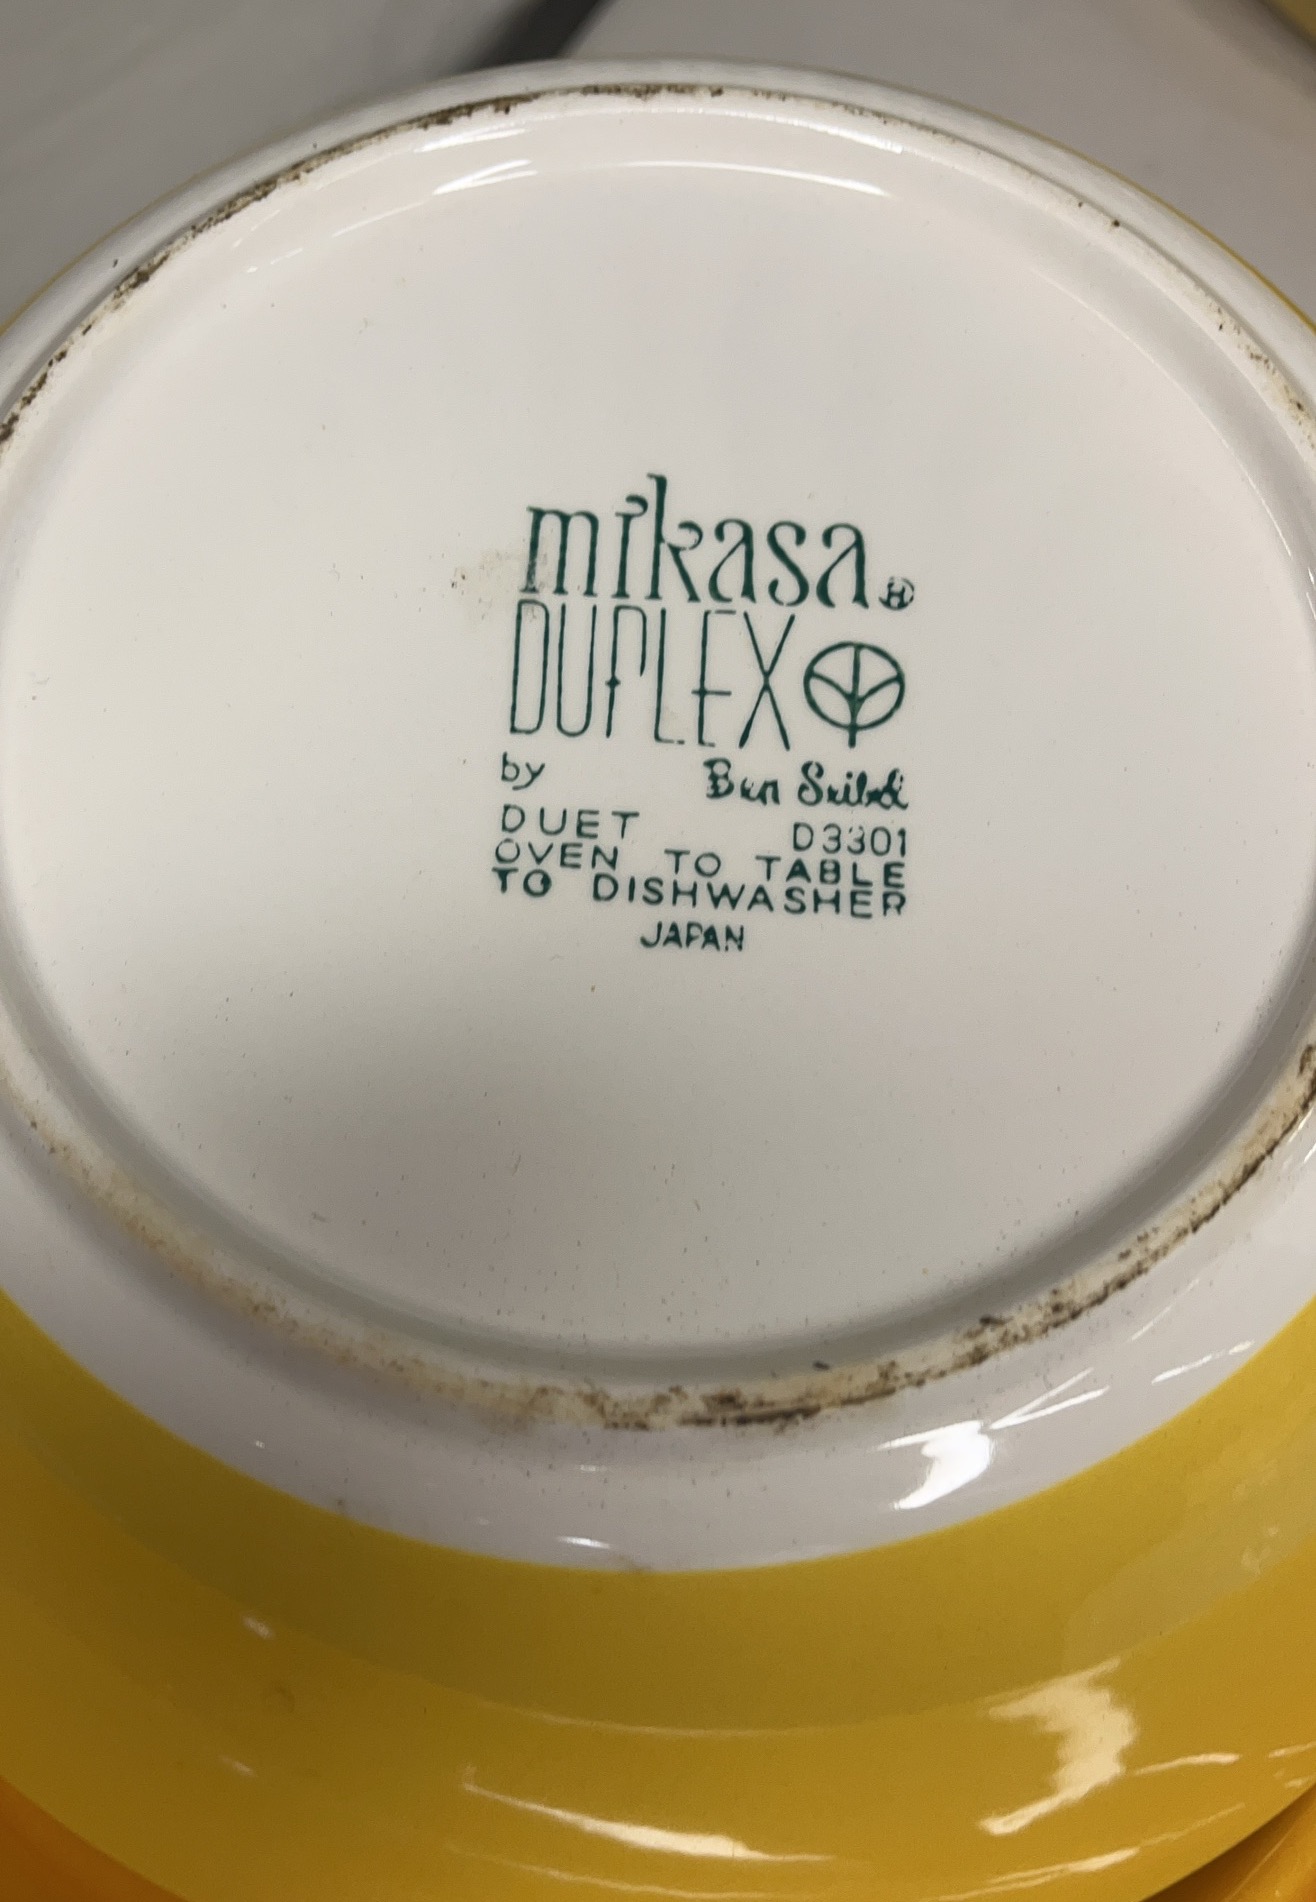 mikasa ®
DUPLEX
by Ben Seibel
DUET D3301
OVEN TO TABLE
TO DISHWASHER
JAPAN